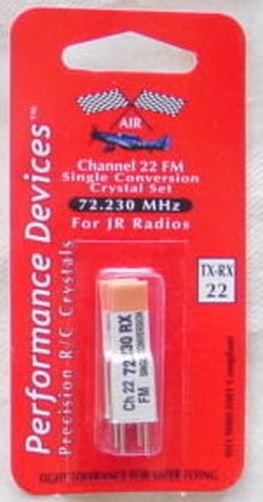 AIR
Channel 22 FM
Single Conversion
Crystal Set
72.230 MHz
For JR Radios
Performance Devices™
Precision R/C Crystals
TX-RX
22
Ch 22 72.230 RX
FM SINGLE CONVERSION
TIGHT TOLERANCE FOR SAFER FLYING